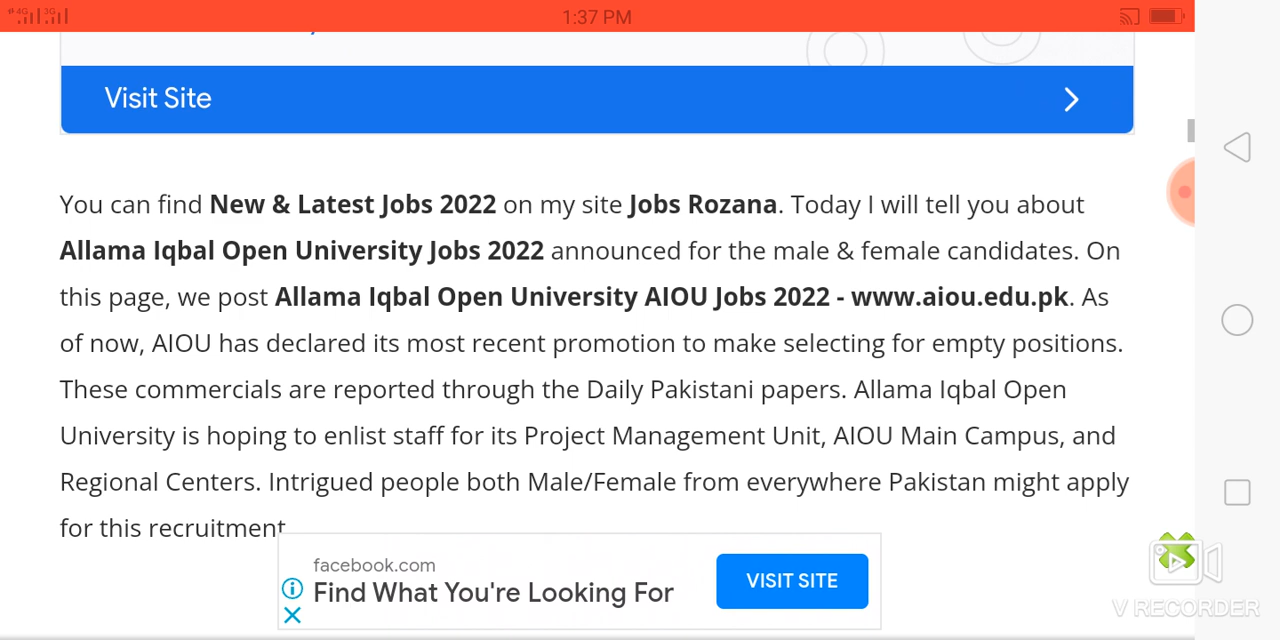 4G 3G 1:37 PM
Visit Site
You can find New & Latest Jobs 2022 on my site Jobs Rozana. Today I will tell you about
Allama Iqbal Open University Jobs 2022 announced for the male & female candidates. On
this page, we post Allama Iqbal Open University AIOU Jobs 2022 - www.aiou.edu.pk. As
of now, AIOU has declared its most recent promotion to make selecting for empty positions.
These commercials are reported through the Daily Pakistani papers. Allama Iqbal Open
University is hoping to enlist staff for its Project Management Unit, AIOU Main Campus, and
Regional Centers. Intrigued people both Male/Female from everywhere Pakistan might apply
for this recruitment
facebook.com
Find What You're Looking For
VISIT SITE
V RECORDER